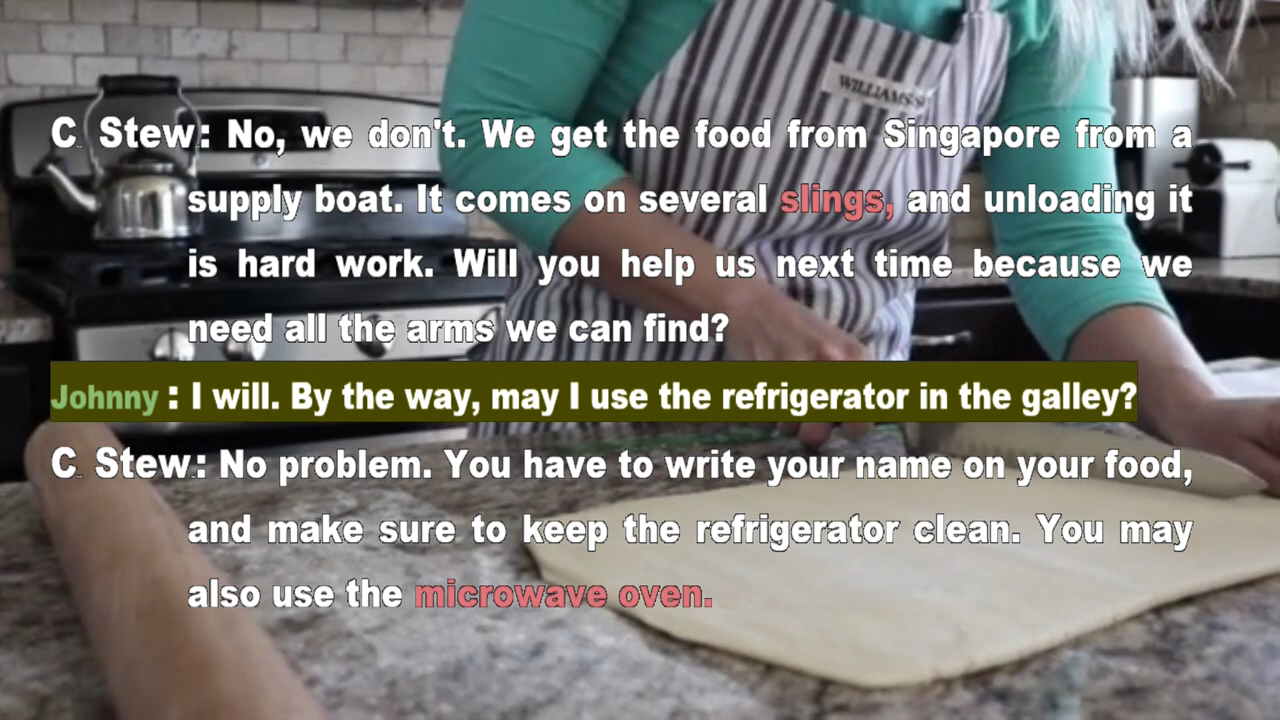 C. Stew: No, we don't. We get the food from Singapore from a
supply boat. It comes on several slings, and unloading it
is hard work. Will you help us next time because we
need all the arms we can find?
Johnny : I will. By the way, may I use the refrigerator in the galley?
C. Stew: No problem. You have to write your name on your food,
and make sure to keep the refrigerator clean. You may
also use the microwave oven.